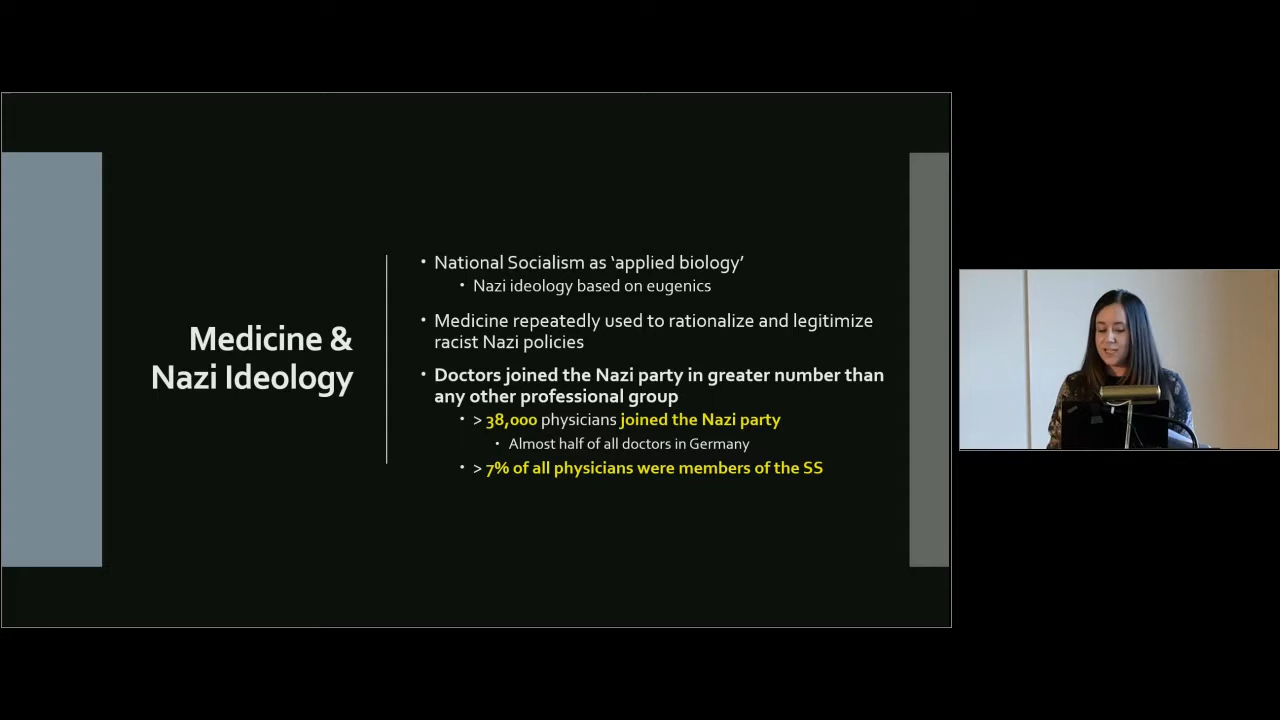 Medicine &
Nazi Ideology
• National Socialism as ‘applied biology’
• Nazi ideology based on eugenics
• Medicine repeatedly used to rationalize and legitimize
racist Nazi policies
• Doctors joined the Nazi party in greater number than
any other professional group
• > 38,000 physicians joined the Nazi party
• Almost half of all doctors in Germany
• > 7% of all physicians were members of the SS